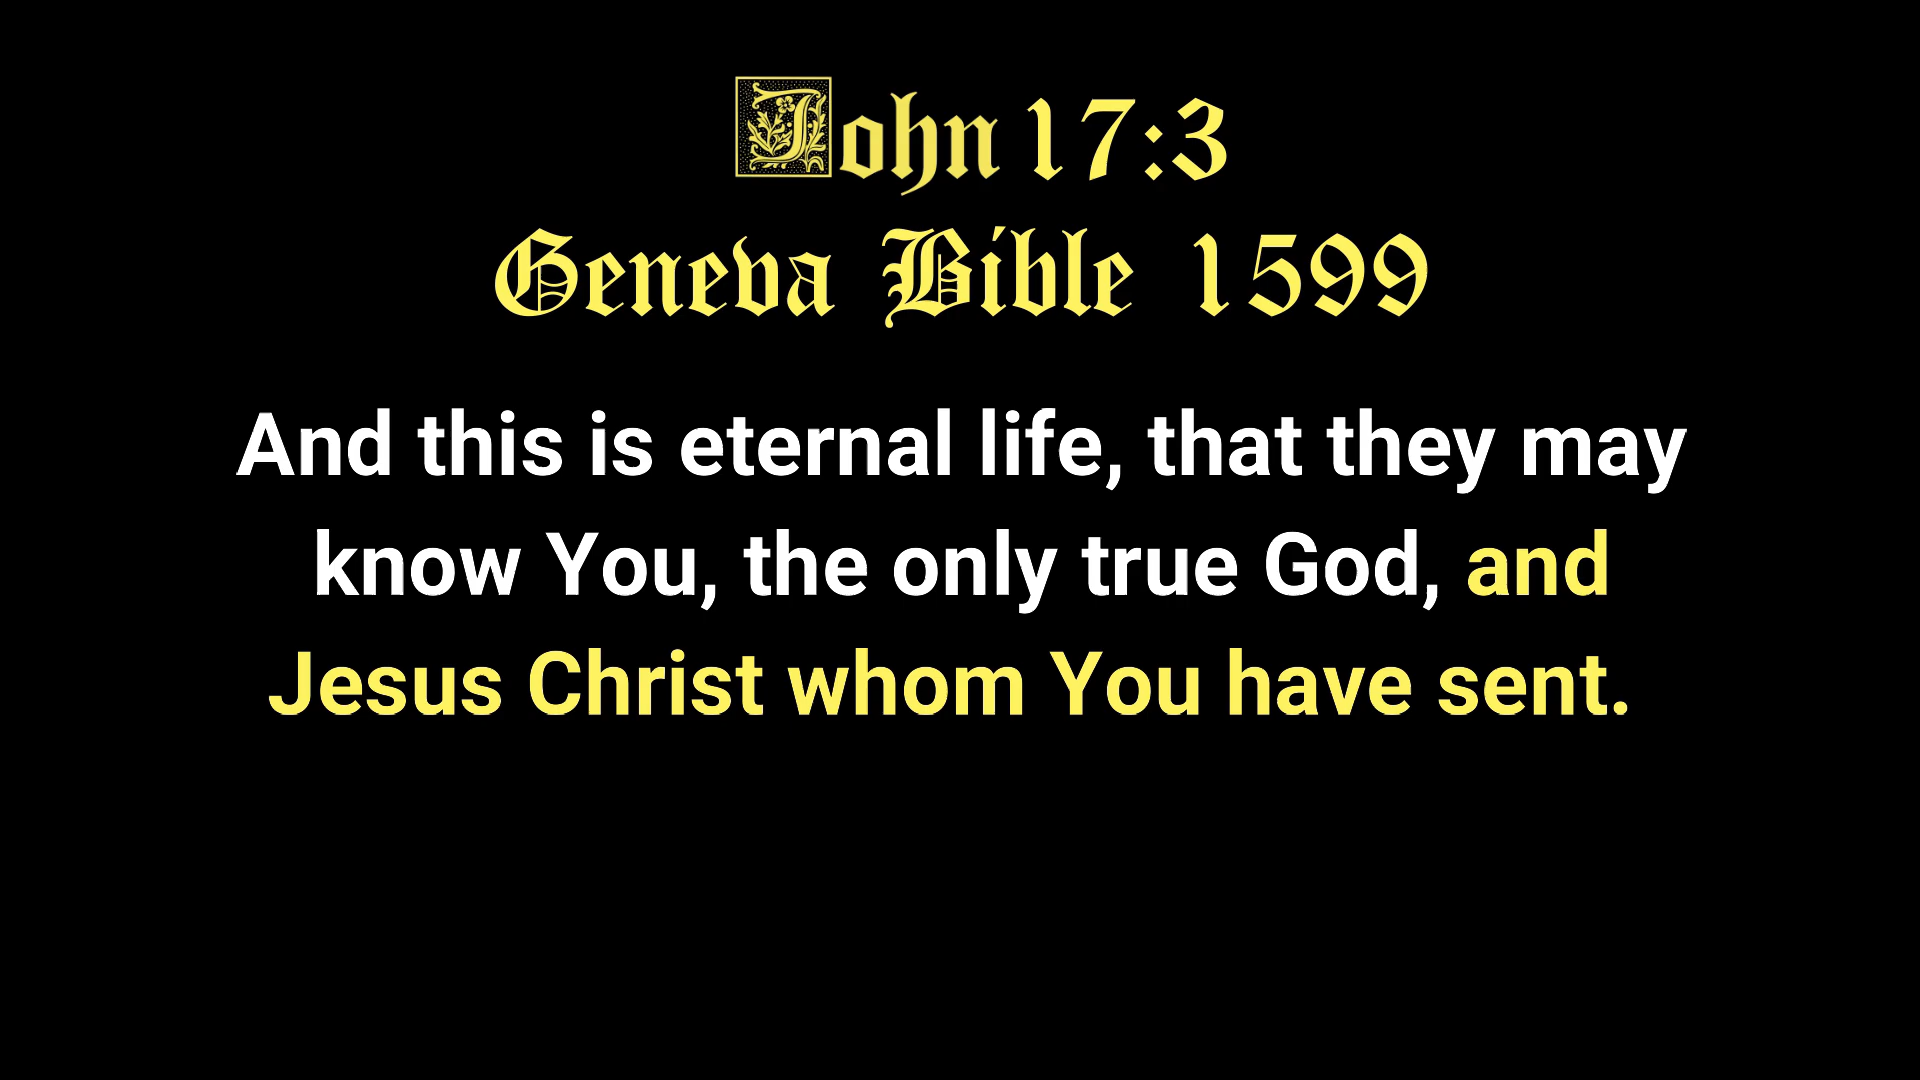 John 17:3
Geneva Bible 1599
And this is eternal life, that they may
know You, the only true God, and
Jesus Christ whom You have sent.